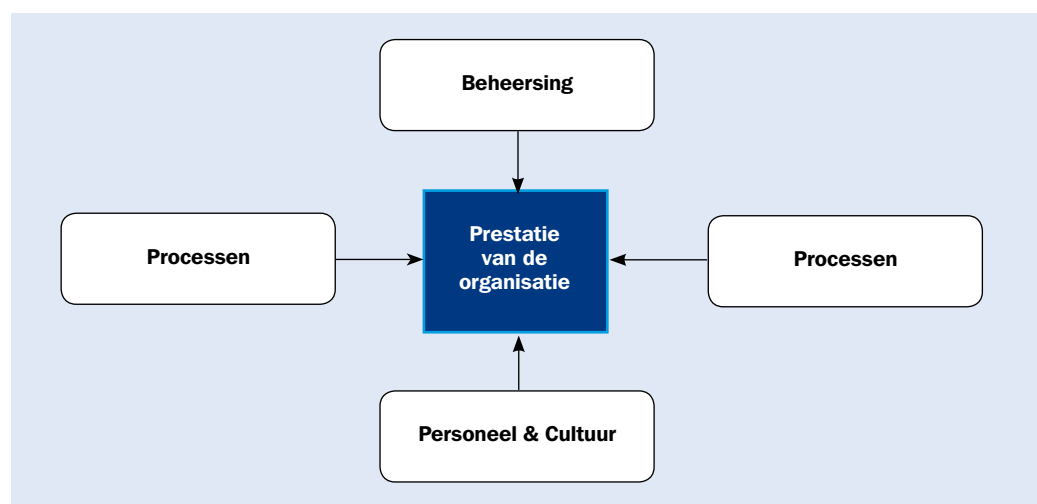 Beheersing
Processen
Prestatie
van de
organisatie
Processen
Personeel & Cultuur